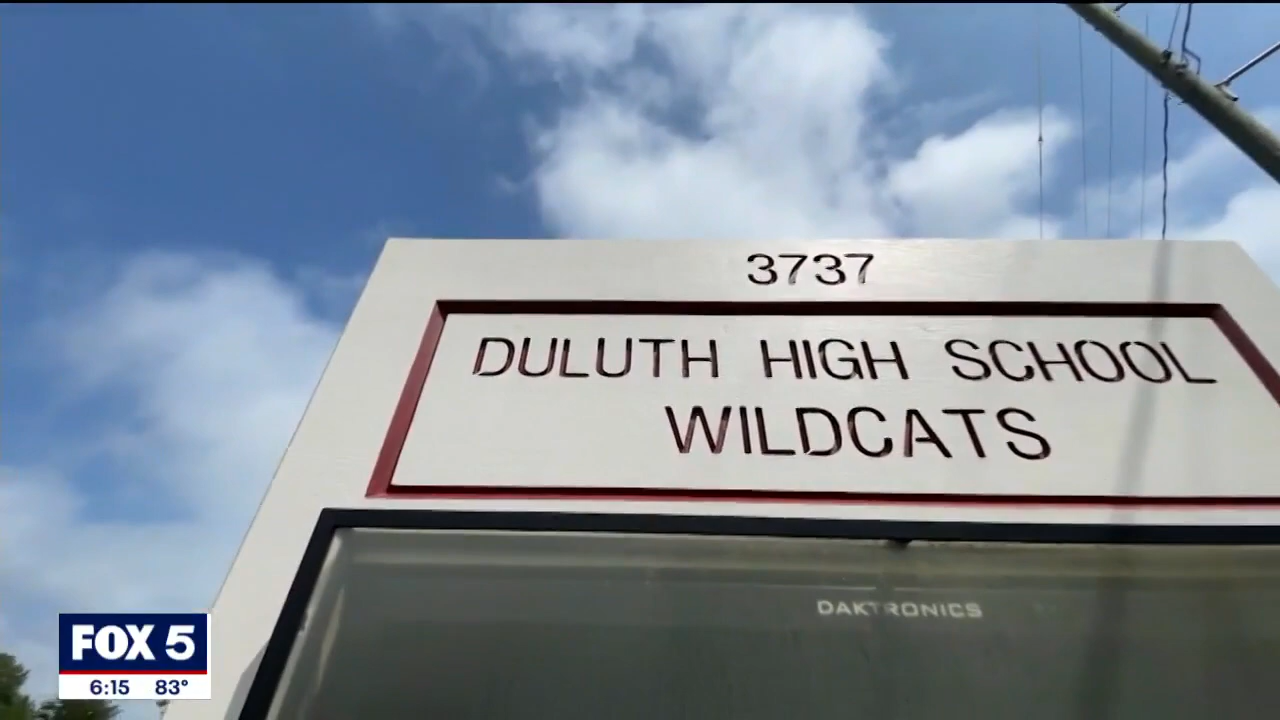 3737
DULUTH HIGH SCHOOL
WILDCATS
DAKTRONICS
FOX 5
6:15 83°